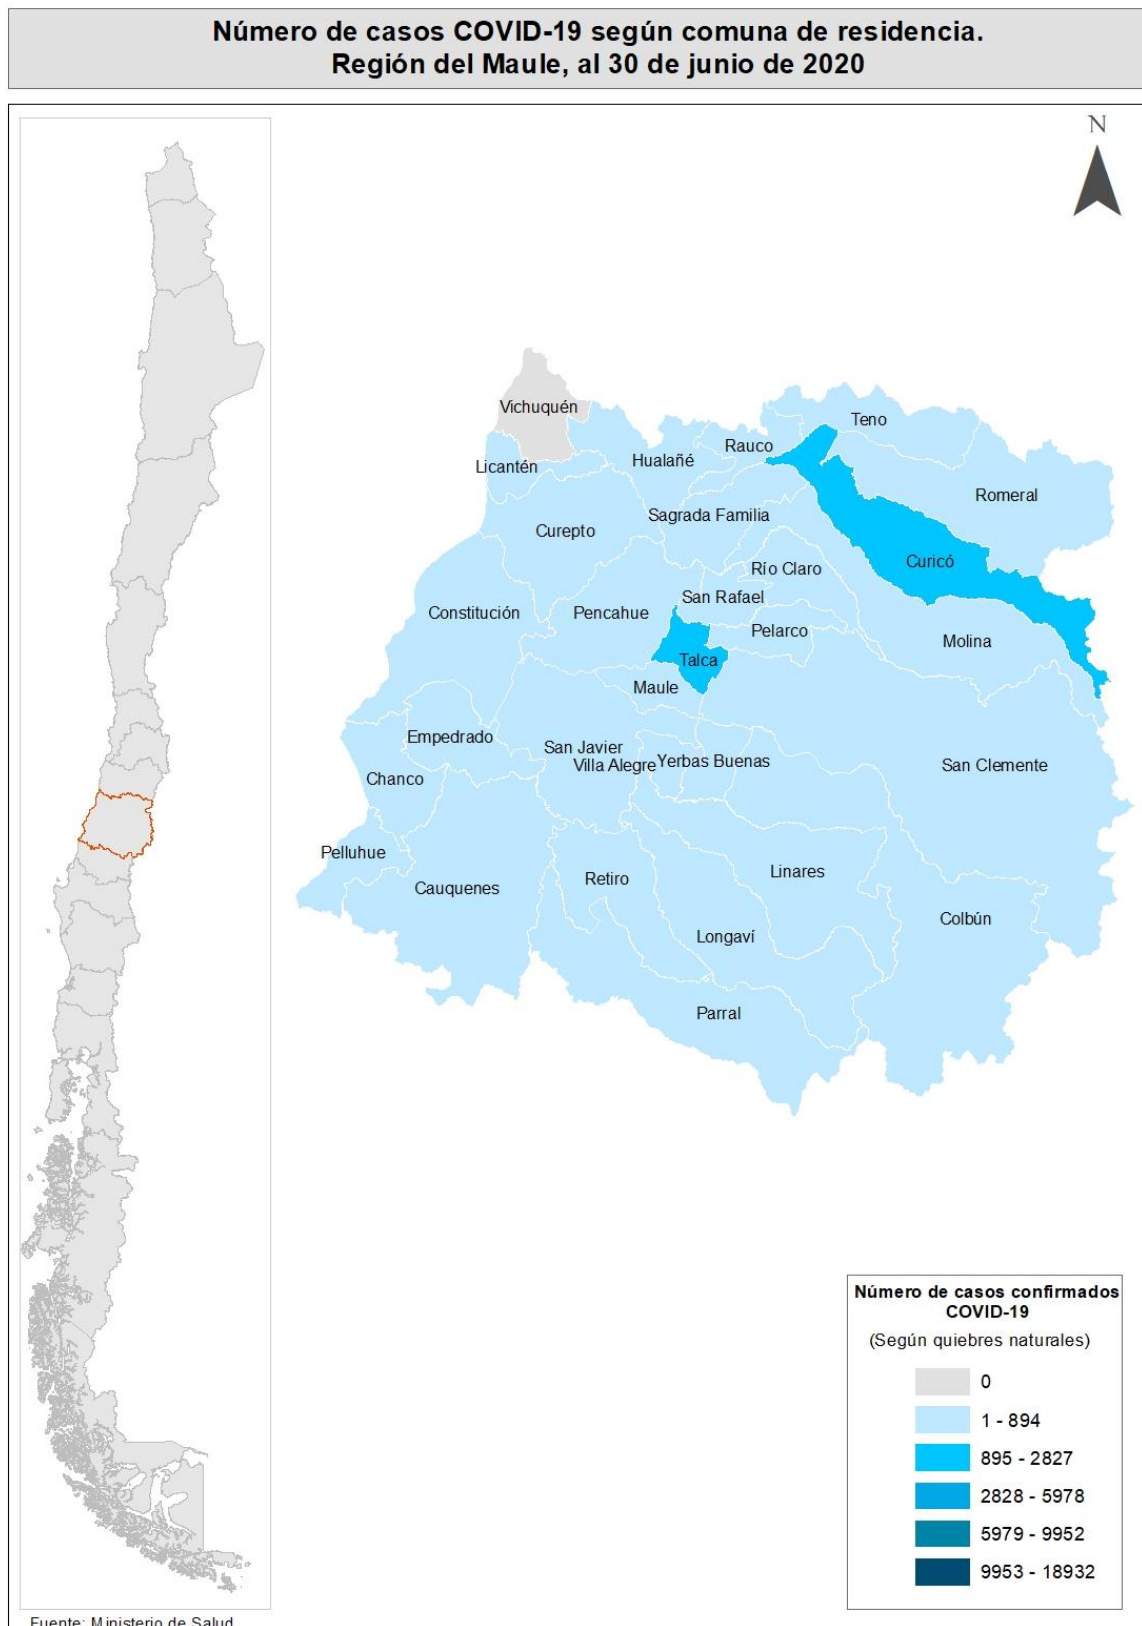 Número de casos COVID-19 según comuna de residencia.
Región del Maule, al 30 de junio de 2020
N
Vichuquén
Teno
Rauco
Hualañé
Licantén
Romeral
Sagrada Familia
Curepto
Curicó
Río Claro
San Rafael
Constitución
Pencahue
Pelarco
Molina
Talca
Maule
Empedrado
San Javier
Villa Alegre
Yerbas Buenas
San Clemente
Chanco
Pelluhue
Cauquenes
Retiro
Linares
Colbún
Longaví
Parral
Número de casos confirmados
COVID-19
(Según quiebres naturales)
0
1 - 894
895 - 2827
2828 - 5978
5979 - 9952
9953 - 18932
Fuente: Ministerio de Salud